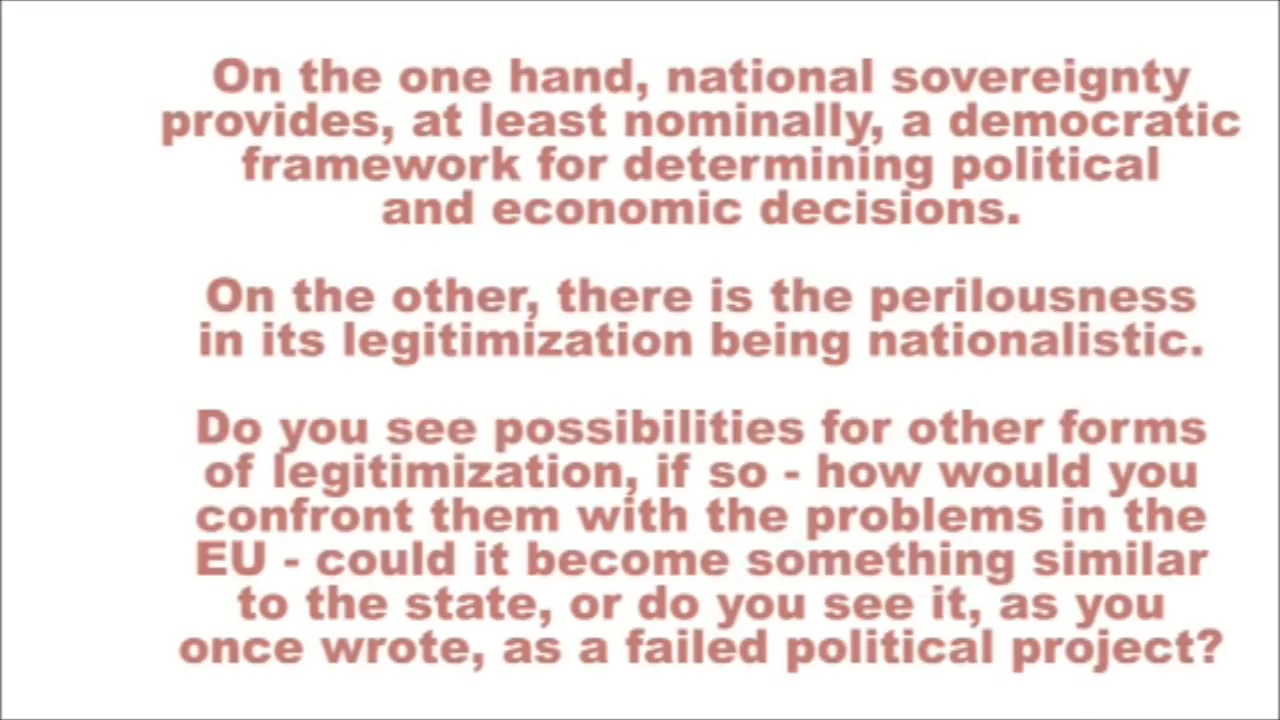 On the one hand, national sovereignty
provides, at least nominally, a democratic
framework for determining political
and economic decisions.
On the other, there is the perilousness
in its legitimization being nationalistic.
Do you see possibilities for other forms
of legitimization, if so - how would you
confront them with the problems in the
EU - could it become something similar
to the state, or do you see it, as you
once wrote, as a failed political project?